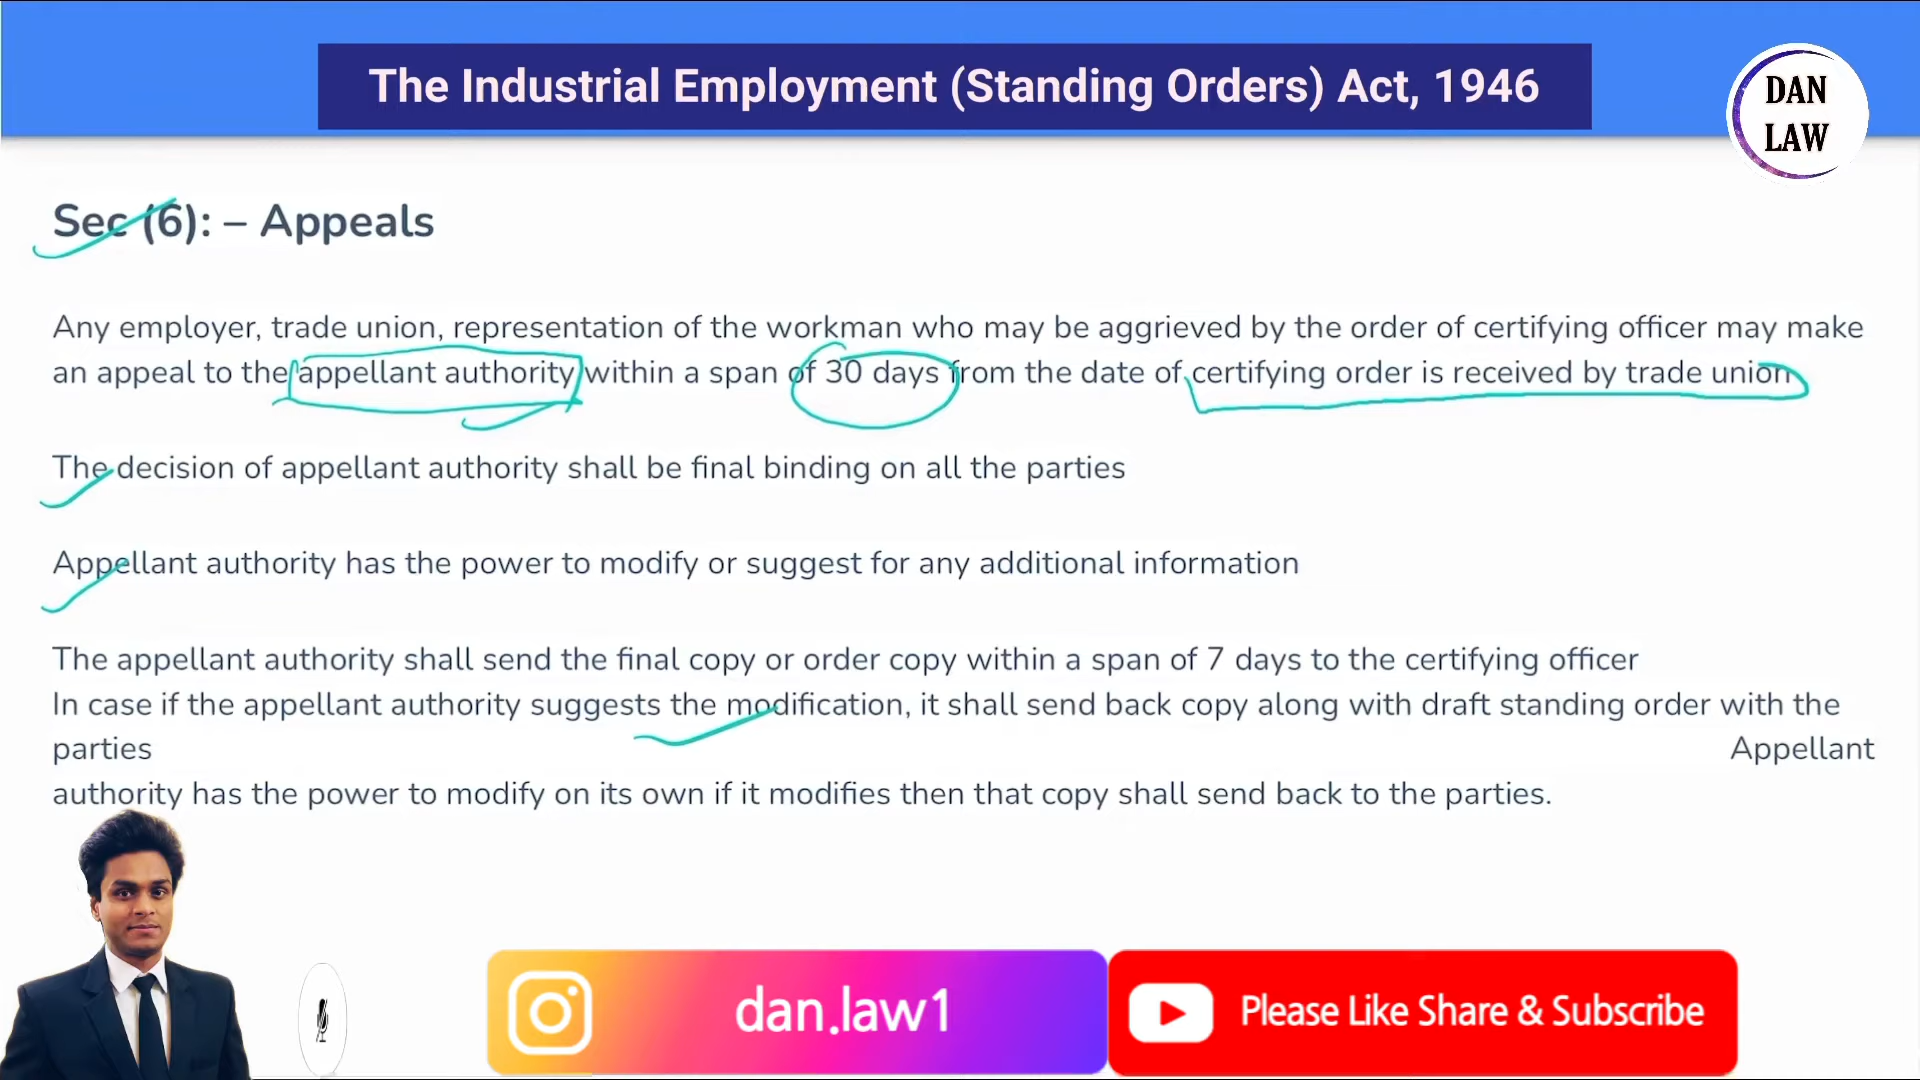 The Industrial Employment (Standing Orders) Act, 1946
DAN
LAW
Sec (6): – Appeals
Any employer, trade union, representation of the workman who may be aggrieved by the order of certifying officer may make
an appeal to the appellant authority within a span of 30 days from the date of certifying order is received by trade union
The decision of appellant authority shall be final binding on all the parties
Appellant authority has the power to modify or suggest for any additional information
The appellant authority shall send the final copy or order copy within a span of 7 days to the certifying officer
In case if the appellant authority suggests the modification, it shall send back copy along with draft standing order with the
parties Appellant
authority has the power to modify on its own if it modifies then that copy shall send back to the parties.
dan.law1
Please Like Share & Subscribe